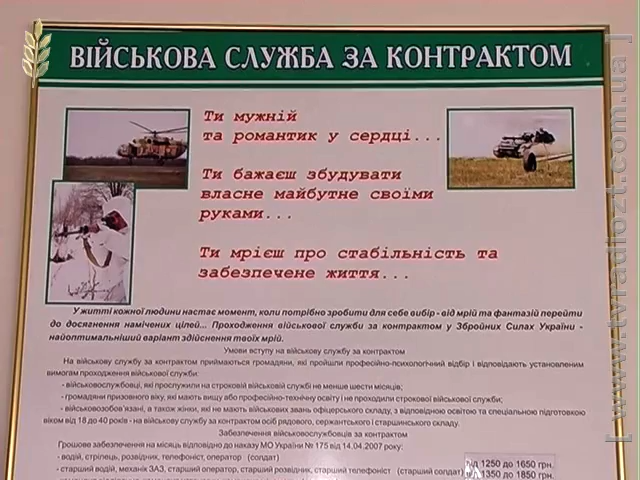 ВІЙСЬКОВА СЛУЖБА ЗА КОНТРАКТОМ
Ти мужній
та романтик у серdці...
Ти бажаєш збудувати
власне майбутне своїми
руками...
Ти мрієш про стабільність та
забезпечене життя...
У житті кожної людини настає момент, коли потрібно зробити для себе вибір - від мрій та фантазій перейти
до досягнення намічених цілей... Проходження військової служби за контрактом у Збройних Силах України -
найоптимальніший варіант здійснення твоїх мрій.
Умови вступу на військову службу за контрактом
На військову службу за контрактом приймаються громадяни, які пройшли професійно-психологічний відбір і відповідають установленим
вимогам проходження військової служби:
- військовослужбовці, які прослужили на строковій військовій службі не менше шести місяців;
- громадяни призовного віку, які мають вищу або професійно-технічну освіту і не проходили строкової військової служби;
- військовозобов'язані, а також жінки, які не мають військових звань офіцерського складу, з відповідною освітою та спеціальною підготовкою
віком від 18 до 40 років - на військову службу за контрактом осіб рядового, сержантського і старшинського складу.
Забезпечення військовослужбовців за контрактом
Грошове забезпечення на місяць відповідно до наказу МО України № 175 від 14.04.2007 року:
- водій, стрілець, розвідник, телефоніст, оператор (солдат) від 1250 до 1650 грн.
- старший водій, механік ЗАЗ, старший оператор, старший розвідник, старший телефоніст (старший солдат) від 1350 до 1850 грн.
[ www.tvradiozt.com.ua ]